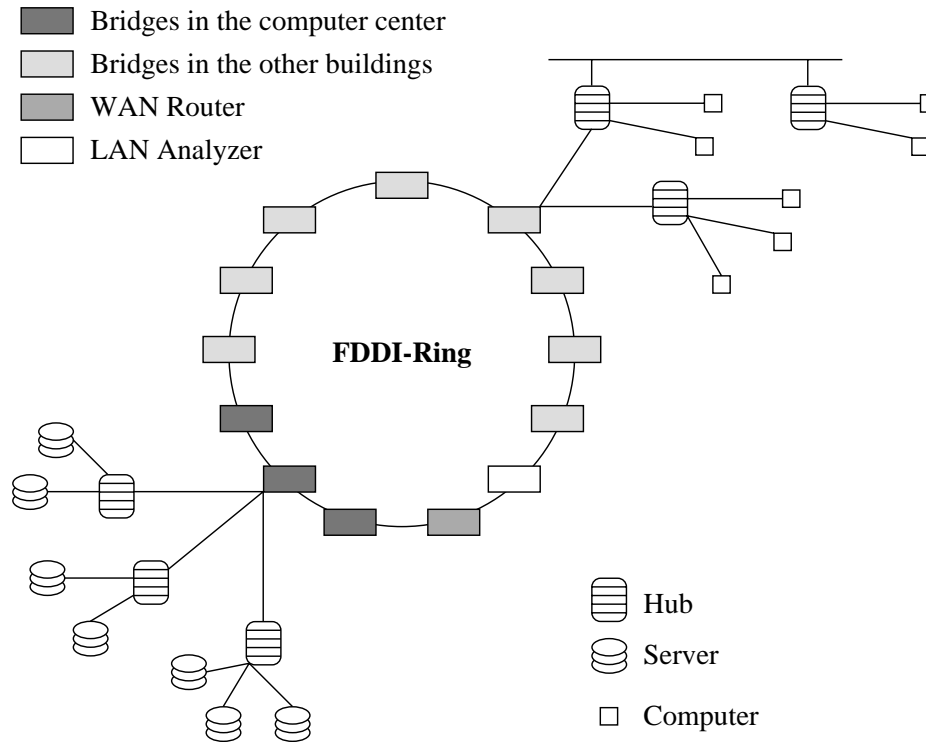 Bridges in the computer center
Bridges in the other buildings
WAN Router
LAN Analyzer
FDDI-Ring
Hub
Server
Computer